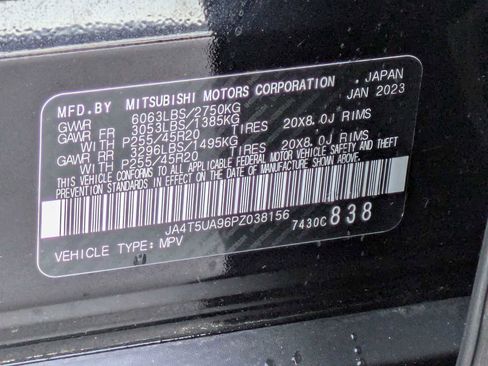 MFD.BY MITSUBISHI MOTORS CORPORATION JAPAN
GVWR 6063LBS/2750KG JAN 2023
GAWR FR 3053LBS/1385KG
WITH P255/45R20 TIRES 20X8.0J RIMS
GAWR RR 3296LBS/1495KG
WITH P255/45R20 TIRES 20X8.0J RIMS
THIS VEHICLE CONFORMS TO ALL APPLICABLE FEDERAL MOTOR VEHICLE SAFETY AND THEFT
PREVENTION STANDARDS IN EFFECT ON THE DATE OF MANUFACTURE SHOWN ABOVE.
JA4T5UA96PZ038156 7430C838
VEHICLE TYPE: MPV